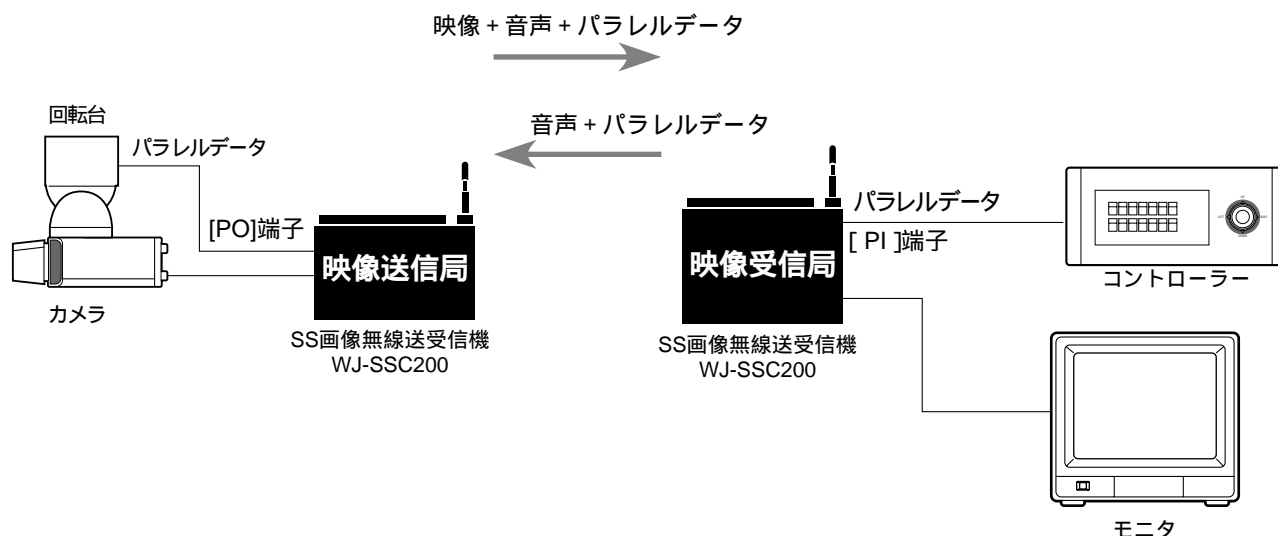 映像 + 音声 + パラレルデータ
音声 + パラレルデータ
回転台
パラレルデータ
[PO]端子
映像送信局
カメラ
SS画像無線送受信機
WJ-SSC200
パラレルデータ
[ PI ]端子
映像受信局
SS画像無線送受信機
WJ-SSC200
コントローラー
モニタ